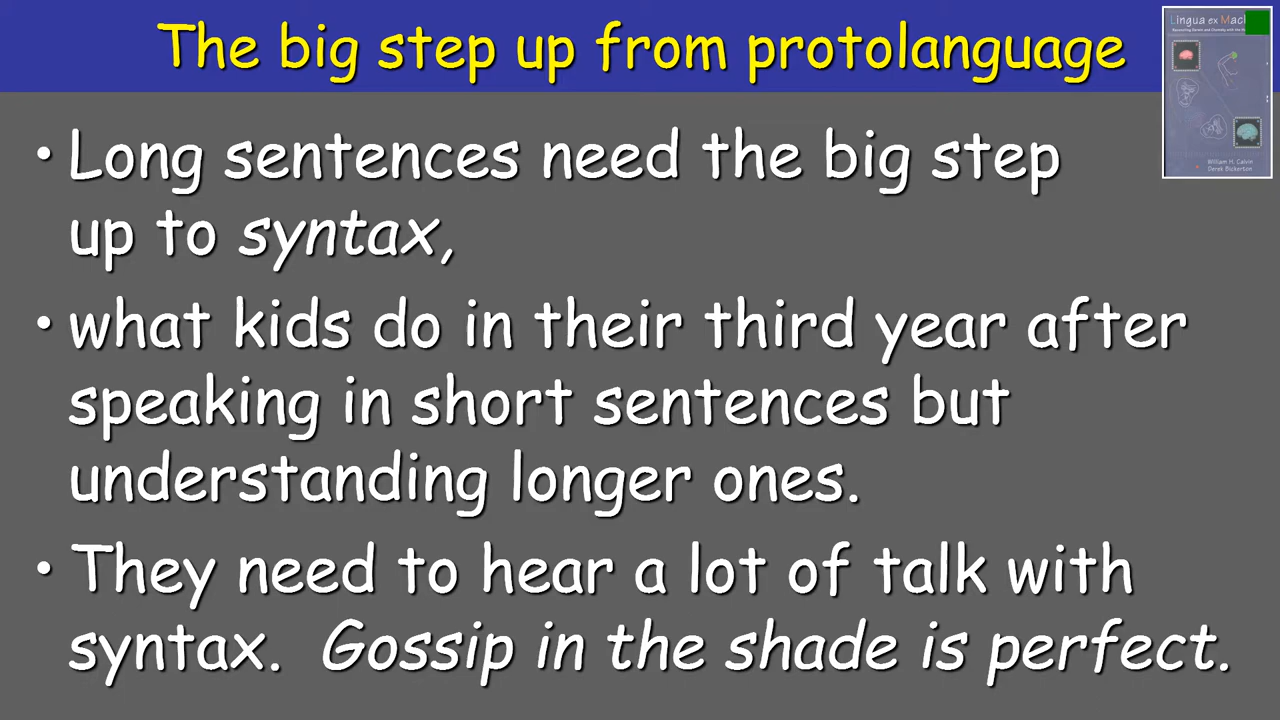 The big step up from protolanguage
Lingua ex Mach
William H. Calvin
Derek Bickerton
• Long sentences need the big step
up to syntax,
• what kids do in their third year after
speaking in short sentences but
understanding longer ones.
• They need to hear a lot of talk with
syntax. Gossip in the shade is perfect.